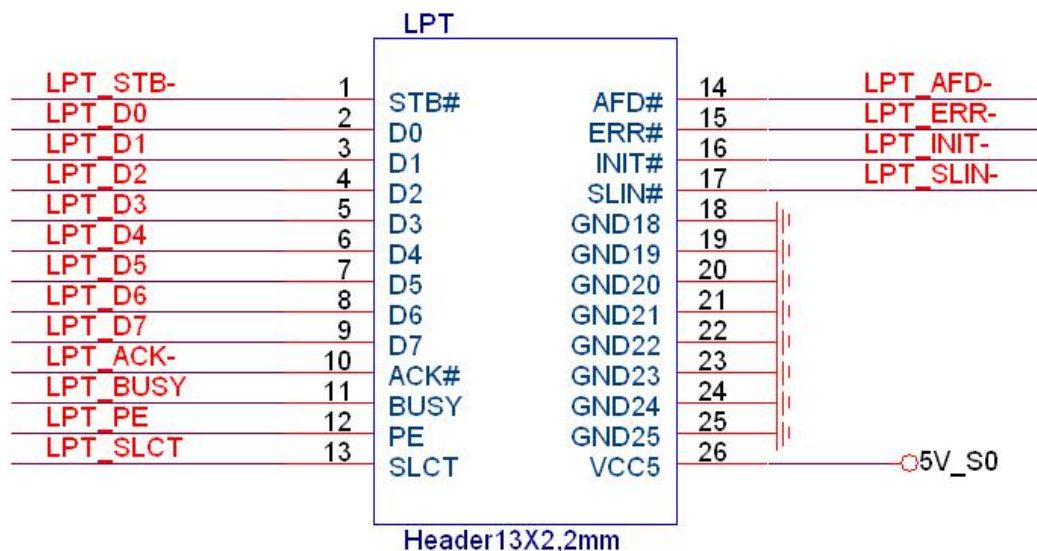 LPT
LPT_STB- 1 STB# AFD# 14 LPT_AFD-
LPT_D0 2 D0 ERR# 15 LPT_ERR-
LPT_D1 3 D1 INIT# 16 LPT_INIT-
LPT_D2 4 D2 SLIN# 17 LPT_SLIN-
LPT_D3 5 D3 GND18 18
LPT_D4 6 D4 GND19 19
LPT_D5 7 D5 GND20 20
LPT_D6 8 D6 GND21 21
LPT_D7 9 D7 GND22 22
LPT_ACK- 10 ACK# GND23 23
LPT_BUSY 11 BUSY GND24 24
LPT_PE 12 PE GND25 25
LPT_SLCT 13 SLCT VCC5 26 5V_S0
Header13X2,2mm